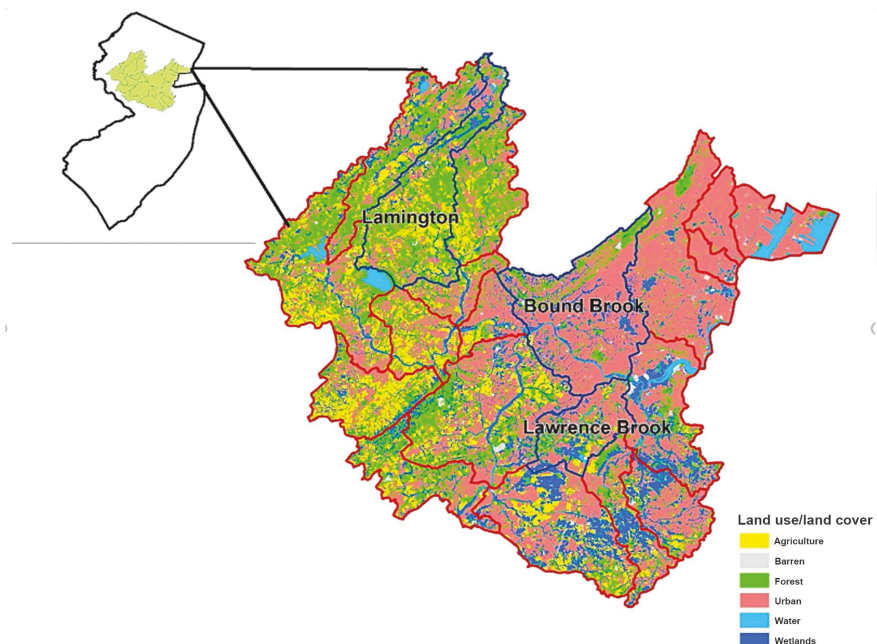 Lamington
Bound Brook
Lawrence Brook
Land use/land cover
Agriculture
Barren
Forest
Urban
Water
Wetlands